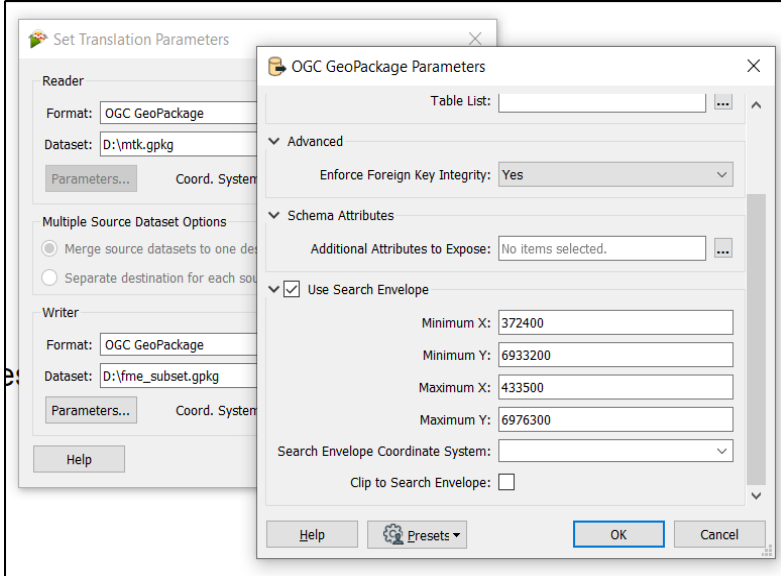 Set Translation Parameters
Reader
Format: OGC GeoPackage
Dataset: D:\mtk.gpkg
Parameters... Coord. System
Multiple Source Dataset Options
Merge source datasets to one des
Separate destination for each sou
Writer
Format: OGC GeoPackage
Dataset: D:\fme_subset.gpkg
Parameters... Coord. System
Help
OGC GeoPackage Parameters
Table List: ...
Advanced
Enforce Foreign Key Integrity: Yes
Schema Attributes
Additional Attributes to Expose: No items selected. ...
Use Search Envelope
Minimum X: 372400
Minimum Y: 6933200
Maximum X: 433500
Maximum Y: 6976300
Search Envelope Coordinate System:
Clip to Search Envelope:
Help Presets OK Cancel